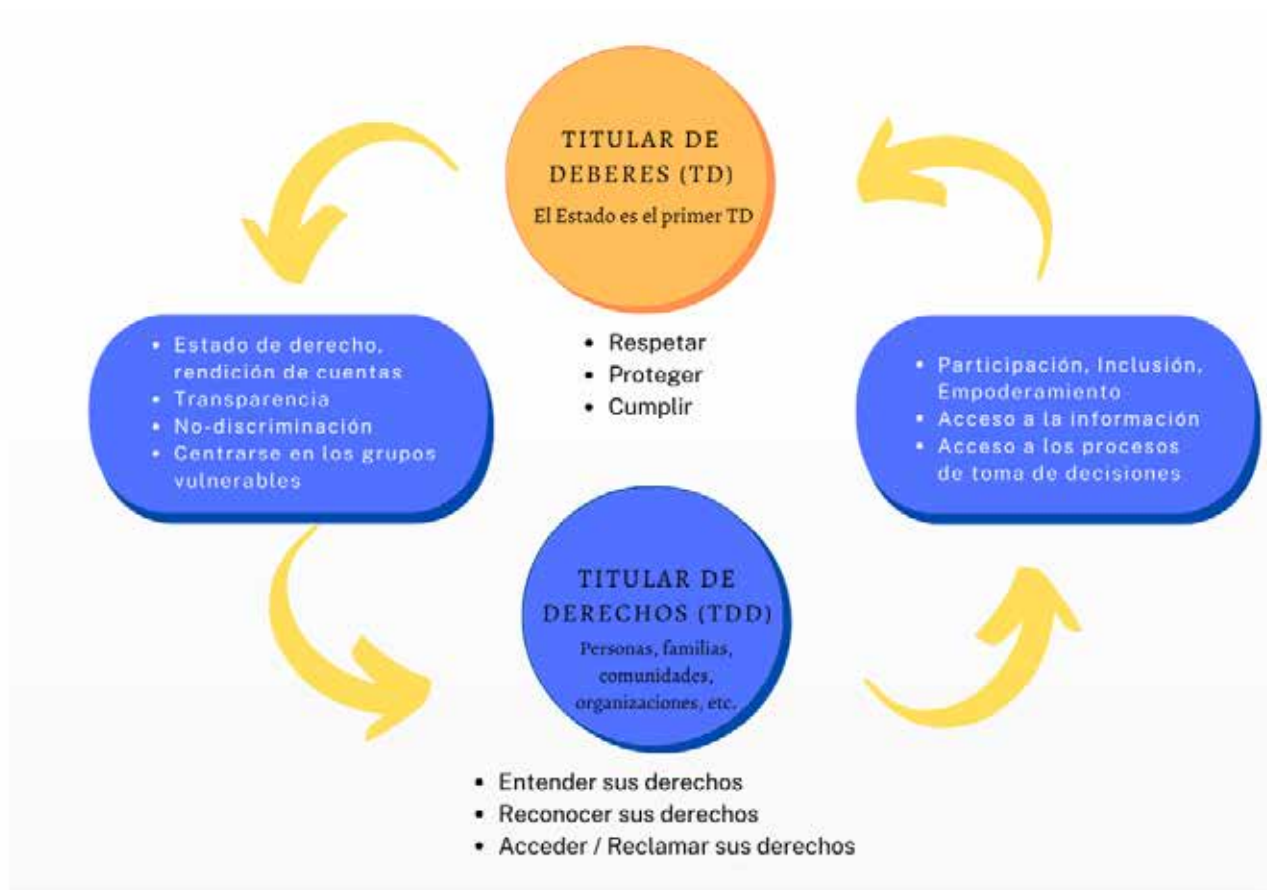 TITULAR DE
DEBERES (TD)
El Estado es el primer TD
• Respetar
• Proteger
• Cumplir
• Estado de derecho,
rendición de cuentas
• Transparencia
• No-discriminación
• Centrarse en los grupos
vulnerables
• Participación, Inclusión,
Empoderamiento
• Acceso a la información
• Acceso a los procesos
de toma de decisiones
TITULAR DE
DERECHOS (TDD)
Personas, familias,
comunidades,
organizaciones, etc.
• Entender sus derechos
• Reconocer sus derechos
• Acceder / Reclamar sus derechos